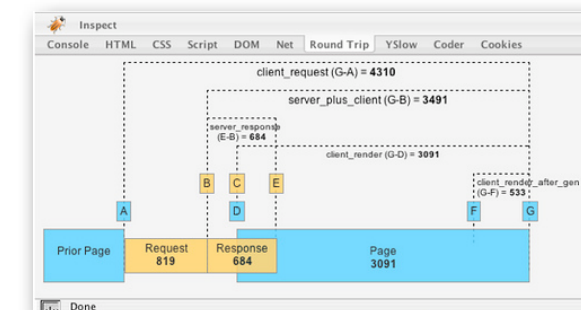 Inspect
Console HTML CSS Script DOM Net Round Trip YSlow Coder Cookies
client_request (G-A) = 4310
server_plus_client (G-B) = 3491
server_response
(E-B) = 684
client_render (G-D) = 3091
client_render_after_gen
(G-F) = 533
B C E
A D F G
Prior Page
Request
819
Response
684
Page
3091
Done